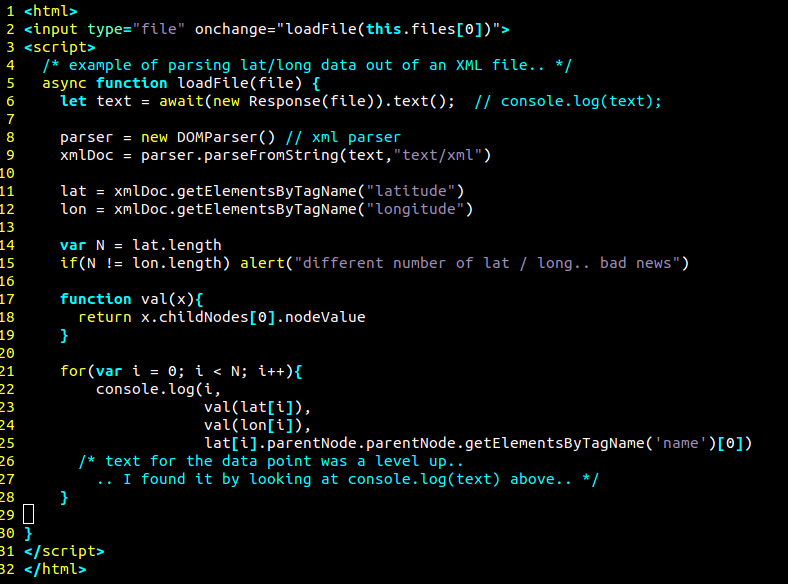 1 <html>
2 <input type="file" onchange="loadFile(this.files[0])">
3 <script>
4   /* example of parsing lat/long data out of an XML file.. */
5   async function loadFile(file) {
6     let text = await(new Response(file)).text();  // console.log(text);
7
8     parser = new DOMParser() // xml parser
9     xmlDoc = parser.parseFromString(text,"text/xml")
10
11     lat = xmlDoc.getElementsByTagName("latitude")
12     lon = xmlDoc.getElementsByTagName("longitude")
13
14     var N = lat.length
15     if(N != lon.length) alert("different number of lat / long.. bad news")
16
17     function val(x){
18       return x.childNodes[0].nodeValue
19     }
20
21     for(var i = 0; i < N; i++){
22         console.log(i,
23                     val(lat[i]),
24                     val(lon[i]),
25                     lat[i].parentNode.parentNode.getElementsByTagName('name')[0])
26       /* text for the data point was a level up..
27         .. I found it by looking at console.log(text) above.. */
28     }
29
30 }
31 </script>
32 </html>